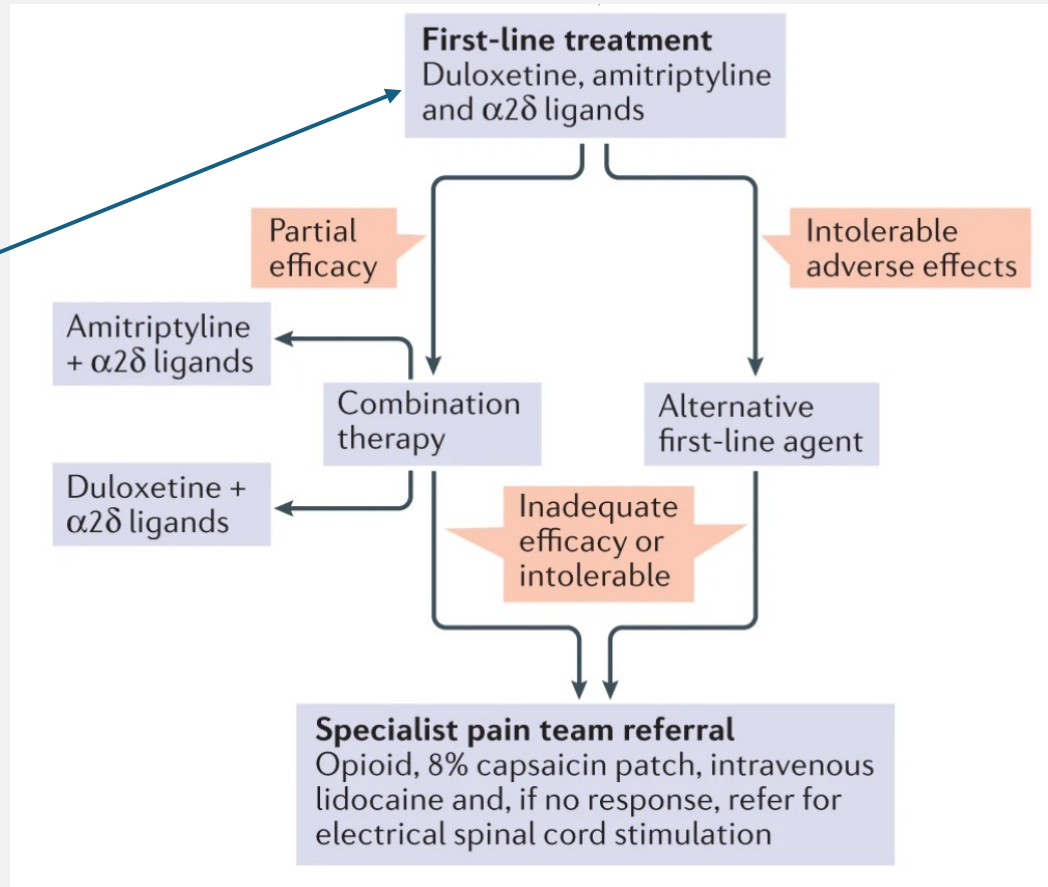 First-line treatment
Duloxetine, amitriptyline
and α2δ ligands
Partial
efficacy
Intolerable
adverse effects
Amitriptyline
+ α2δ ligands
Combination
therapy
Alternative
first-line agent
Duloxetine +
α2δ ligands
Inadequate
efficacy or
intolerable
Specialist pain team referral
Opioid, 8% capsaicin patch, intravenous
lidocaine and, if no response, refer for
electrical spinal cord stimulation